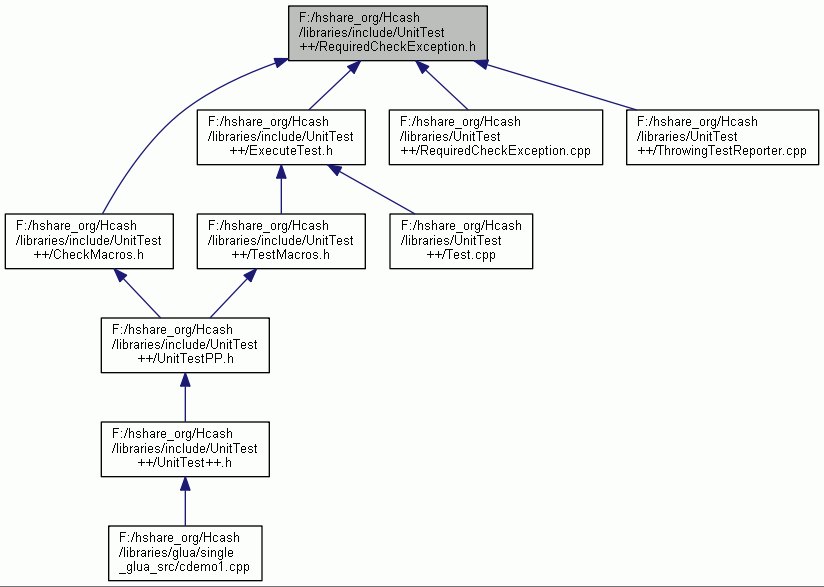 F:/hshare_org/Hcash
/libraries/include/UnitTest
++/RequiredCheckException.h
F:/hshare_org/Hcash
/libraries/include/UnitTest
++/ExecuteTest.h
F:/hshare_org/Hcash
/libraries/UnitTest
++/RequiredCheckException.cpp
F:/hshare_org/Hcash
/libraries/UnitTest
++/ThrowingTestReporter.cpp
F:/hshare_org/Hcash
/libraries/include/UnitTest
++/CheckMacros.h
F:/hshare_org/Hcash
/libraries/include/UnitTest
++/TestMacros.h
F:/hshare_org/Hcash
/libraries/UnitTest
++/Test.cpp
F:/hshare_org/Hcash
/libraries/include/UnitTest
++/UnitTestPP.h
F:/hshare_org/Hcash
/libraries/include/UnitTest
++/UnitTest++.h
F:/hshare_org/Hcash
/libraries/glua/single
_glua_src/cdemo1.cpp